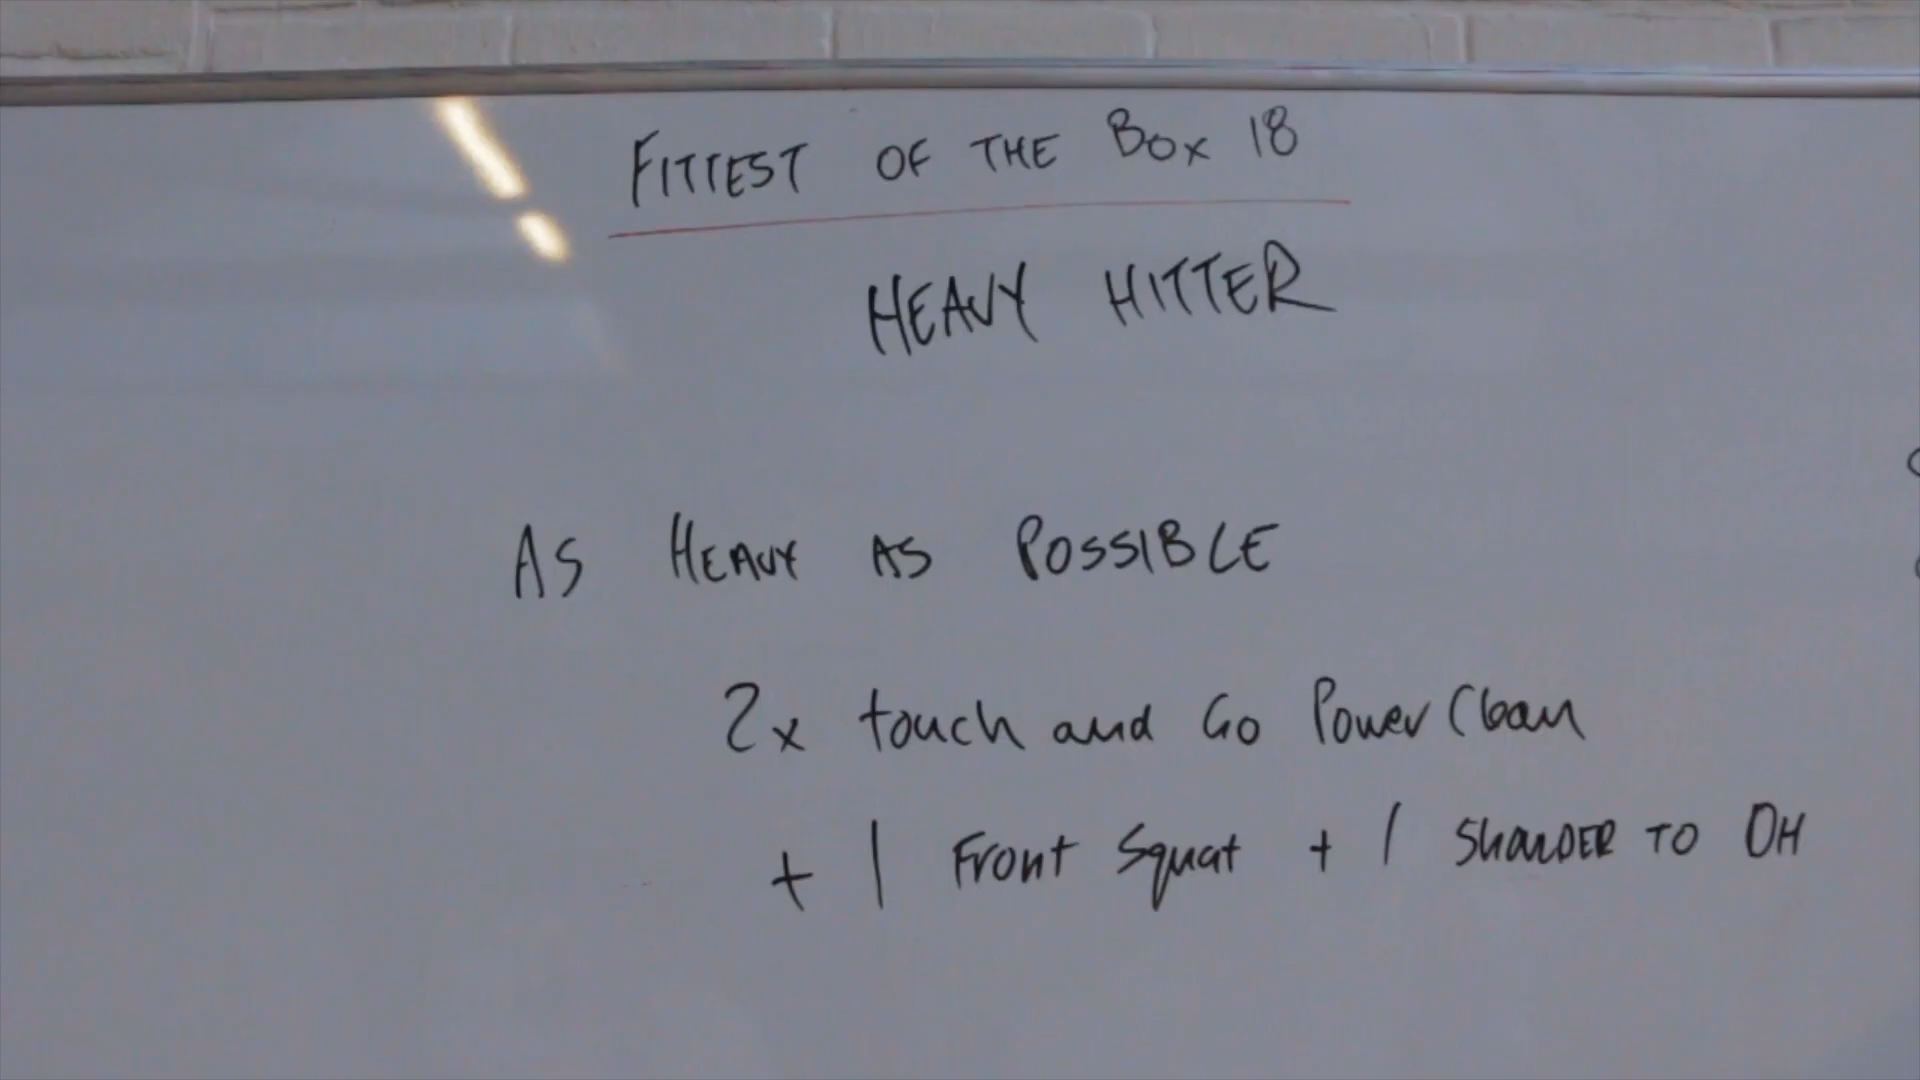 FITTEST OF THE BOX 18
HEAVY HITTER
AS HEAVY AS POSSIBLE
2x touch and Go Power Clean
+ 1 Front Squat + 1 SHOULDER TO OH